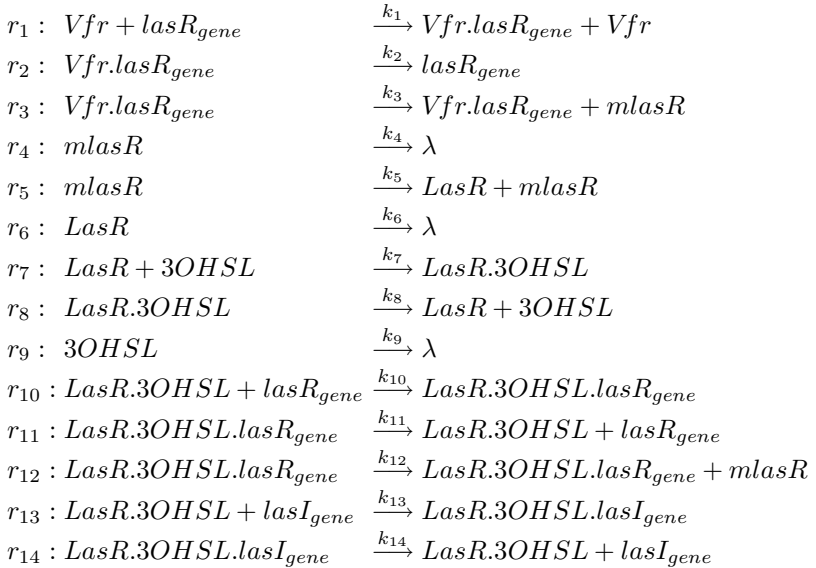 r₁ : Vfr + lasR_gene —k₁→ Vfr.lasR_gene + Vfr
r₂ : Vfr.lasR_gene —k₂→ lasR_gene
r₃ : Vfr.lasR_gene —k₃→ Vfr.lasR_gene + mlasR
r₄ : mlasR —k₄→ λ
r₅ : mlasR —k₅→ LasR + mlasR
r₆ : LasR —k₆→ λ
r₇ : LasR + 3OHSL —k₇→ LasR.3OHSL
r₈ : LasR.3OHSL —k₈→ LasR + 3OHSL
r₉ : 3OHSL —k₉→ λ
r₁₀ : LasR.3OHSL + lasR_gene —k₁₀→ LasR.3OHSL.lasR_gene
r₁₁ : LasR.3OHSL.lasR_gene —k₁₁→ LasR.3OHSL + lasR_gene
r₁₂ : LasR.3OHSL.lasR_gene —k₁₂→ LasR.3OHSL.lasR_gene + mlasR
r₁₃ : LasR.3OHSL + lasI_gene —k₁₃→ LasR.3OHSL.lasI_gene
r₁₄ : LasR.3OHSL.lasI_gene —k₁₄→ LasR.3OHSL + lasI_gene